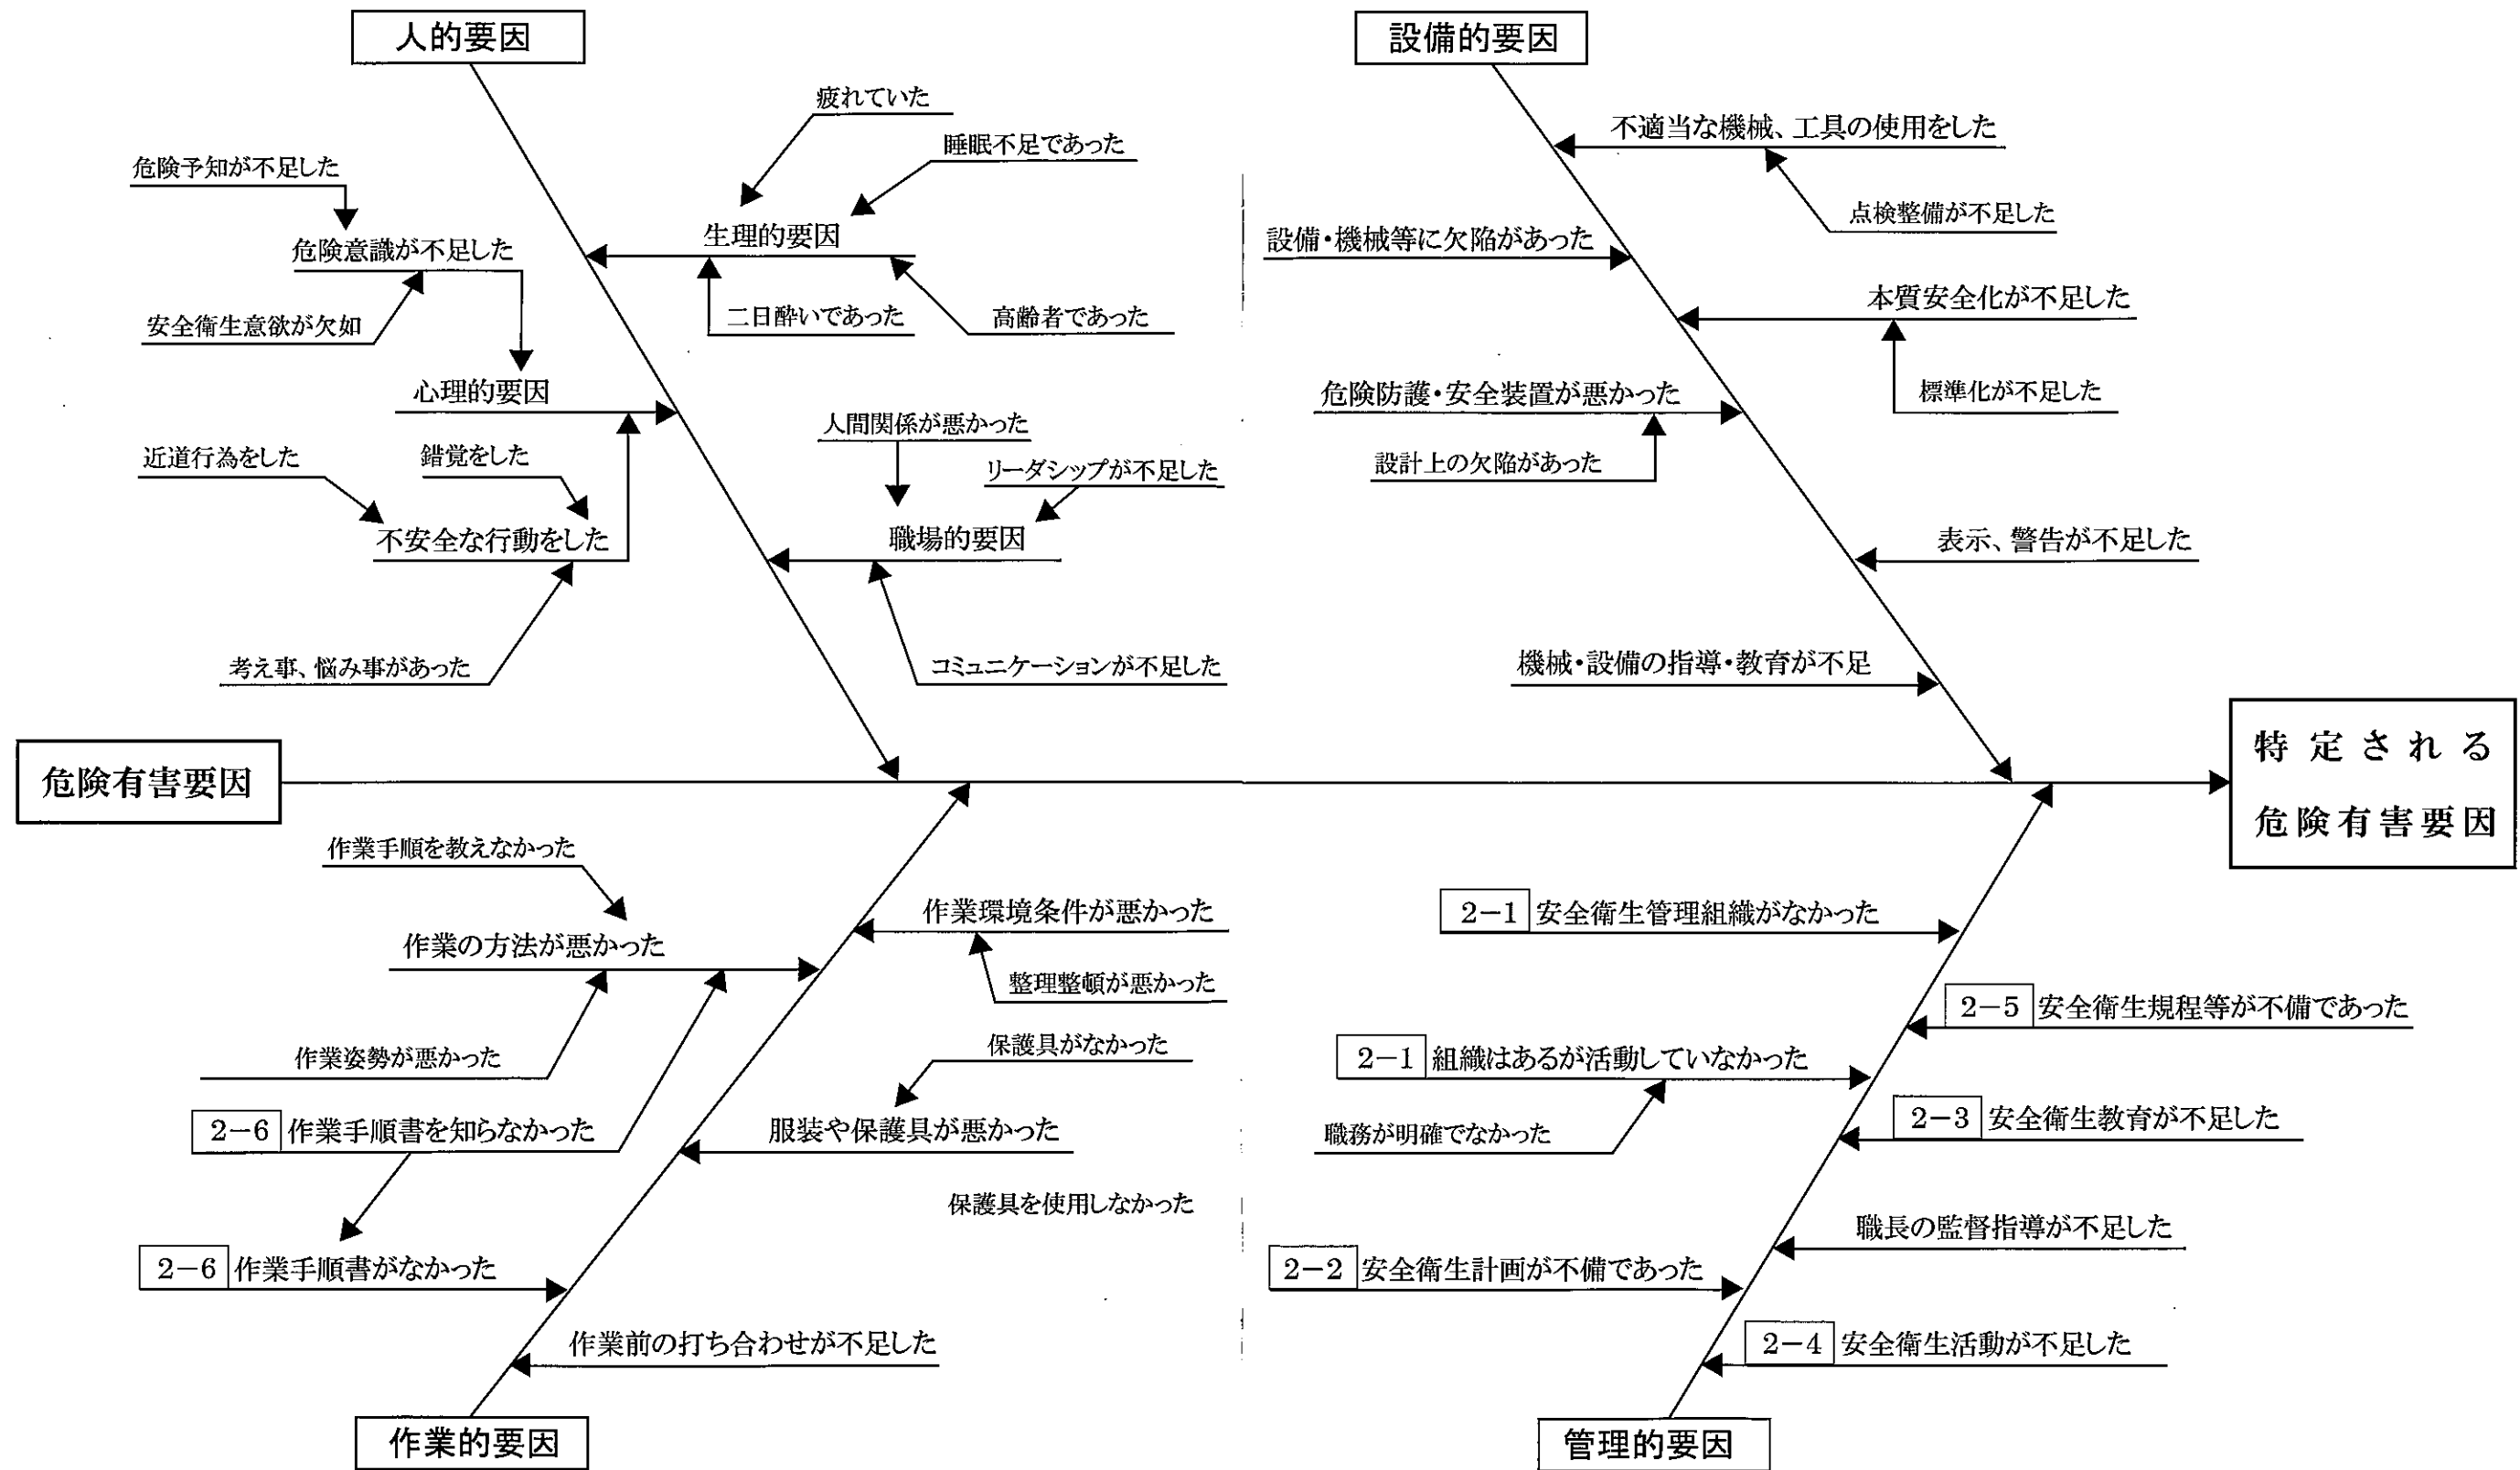 人的要因
疲れていた
睡眠不足であった
危険予知が不足した
生理的要因
危険意識が不足した
二日酔いであった
高齢者であった
安全衛生意欲が欠如
心理的要因
人間関係が悪かった
近道行為をした
錯覚をした
リーダシップが不足した
不安全な行動をした
職場的要因
考え事、悩み事があった
コミュニケーションが不足した
設備的要因
不適当な機械、工具の使用をした
点検整備が不足した
設備・機械等に欠陥があった
本質安全化が不足した
危険防護・安全装置が悪かった
標準化が不足した
設計上の欠陥があった
表示、警告が不足した
機械・設備の指導・教育が不足
危険有害要因
特定される
危険有害要因
作業手順を教えなかった
作業環境条件が悪かった
作業の方法が悪かった
整理整頓が悪かった
保護具がなかった
作業姿勢が悪かった
2－6 作業手順書を知らなかった
服装や保護具が悪かった
保護具を使用しなかった
2－6 作業手順書がなかった
作業前の打ち合わせが不足した
作業的要因
2－1 安全衛生管理組織がなかった
2－5 安全衛生規程等が不備であった
2－1 組織はあるが活動していなかった
2－3 安全衛生教育が不足した
職務が明確でなかった
職長の監督指導が不足した
2－2 安全衛生計画が不備であった
2－4 安全衛生活動が不足した
管理的要因